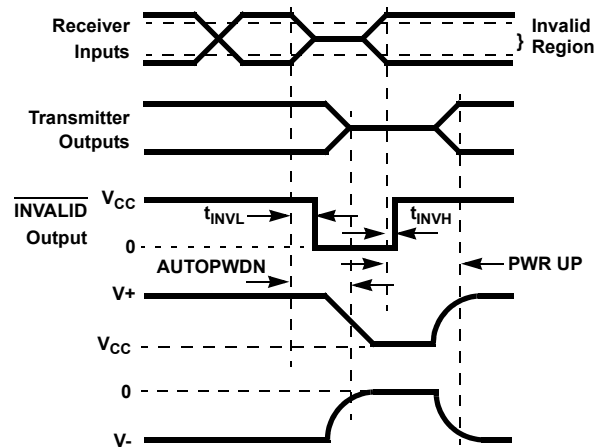 Receiver
Inputs
} Invalid
Region
Transmitter
Outputs
VCC
INVALID
Output
tINVL
tINVH
0
AUTOPWDN
PWR UP
V+
VCC
0
V-